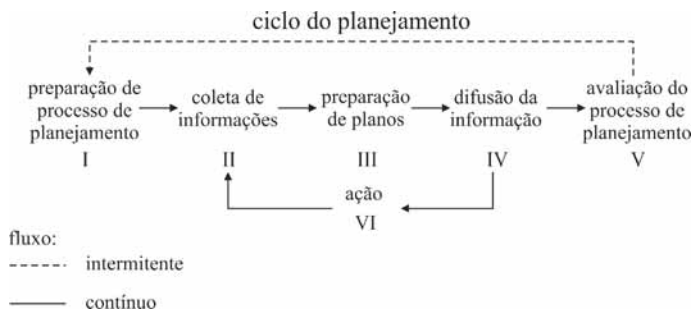 ciclo do planejamento
preparação de
processo de
planejamento
I
coleta de
informações
II
preparação
de planos
III
difusão da
informação
IV
avaliação do
processo de
planejamento
V
ação
VI
fluxo:
intermitente
contínuo